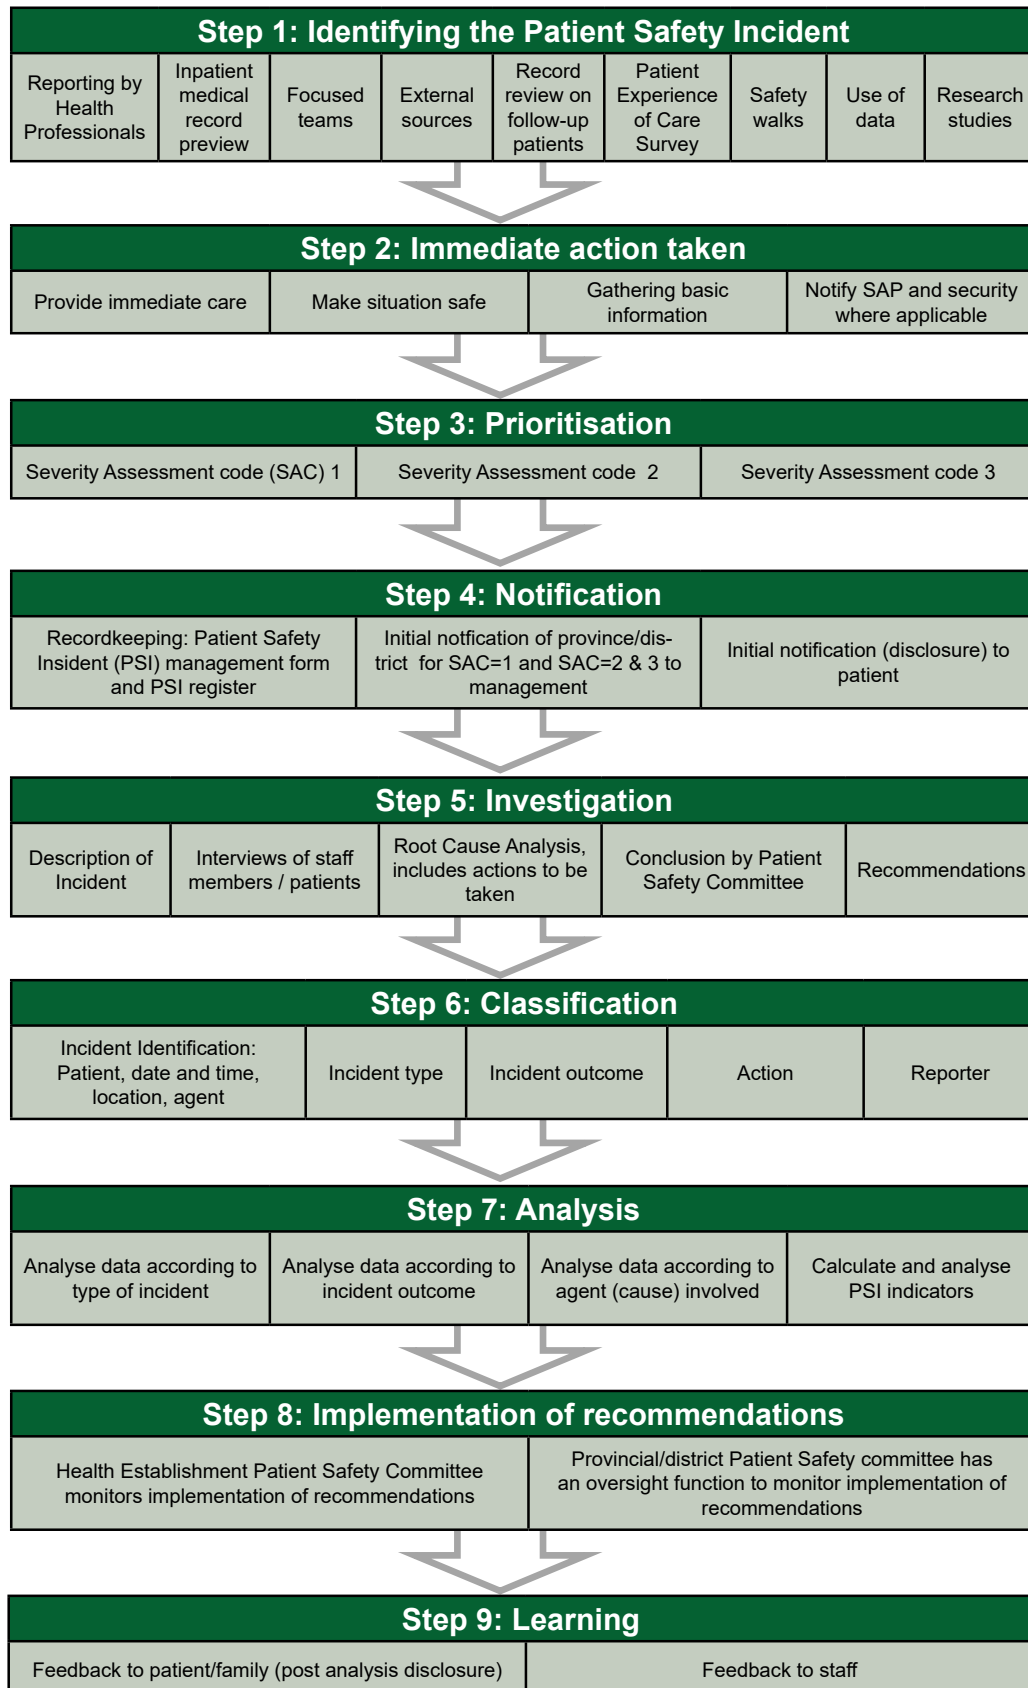 Step 1: Identifying the Patient Safety Incident
Reporting by
Health
Professionals
Inpatient
medical
record
preview
Focused
teams
External
sources
Record
review on
follow-up
patients
Patient
Experience
of Care
Survey
Safety
walks
Use of
data
Research
studies
Step 2: Immediate action taken
Provide immediate care
Make situation safe
Gathering basic
information
Notify SAP and security
where applicable
Step 3: Prioritisation
Severity Assessment code (SAC) 1
Severity Assessment code 2
Severity Assessment code 3
Step 4: Notification
Recordkeeping: Patient Safety
Insident (PSI) management form
and PSI register
Initial notfication of province/dis-
trict for SAC=1 and SAC=2 & 3 to
management
Initial notification (disclosure) to
patient
Step 5: Investigation
Description of
Incident
Interviews of staff
members / patients
Root Cause Analysis,
includes actions to be
taken
Conclusion by Patient
Safety Committee
Recommendations
Step 6: Classification
Incident Identification:
Patient, date and time,
location, agent
Incident type
Incident outcome
Action
Reporter
Step 7: Analysis
Analyse data according to
type of incident
Analyse data according to
incident outcome
Analyse data according to
agent (cause) involved
Calculate and analyse
PSI indicators
Step 8: Implementation of recommendations
Health Establishment Patient Safety Committee
monitors implementation of recommendations
Provincial/district Patient Safety committee has
an oversight function to monitor implementation of
recommendations
Step 9: Learning
Feedback to patient/family (post analysis disclosure)
Feedback to staff